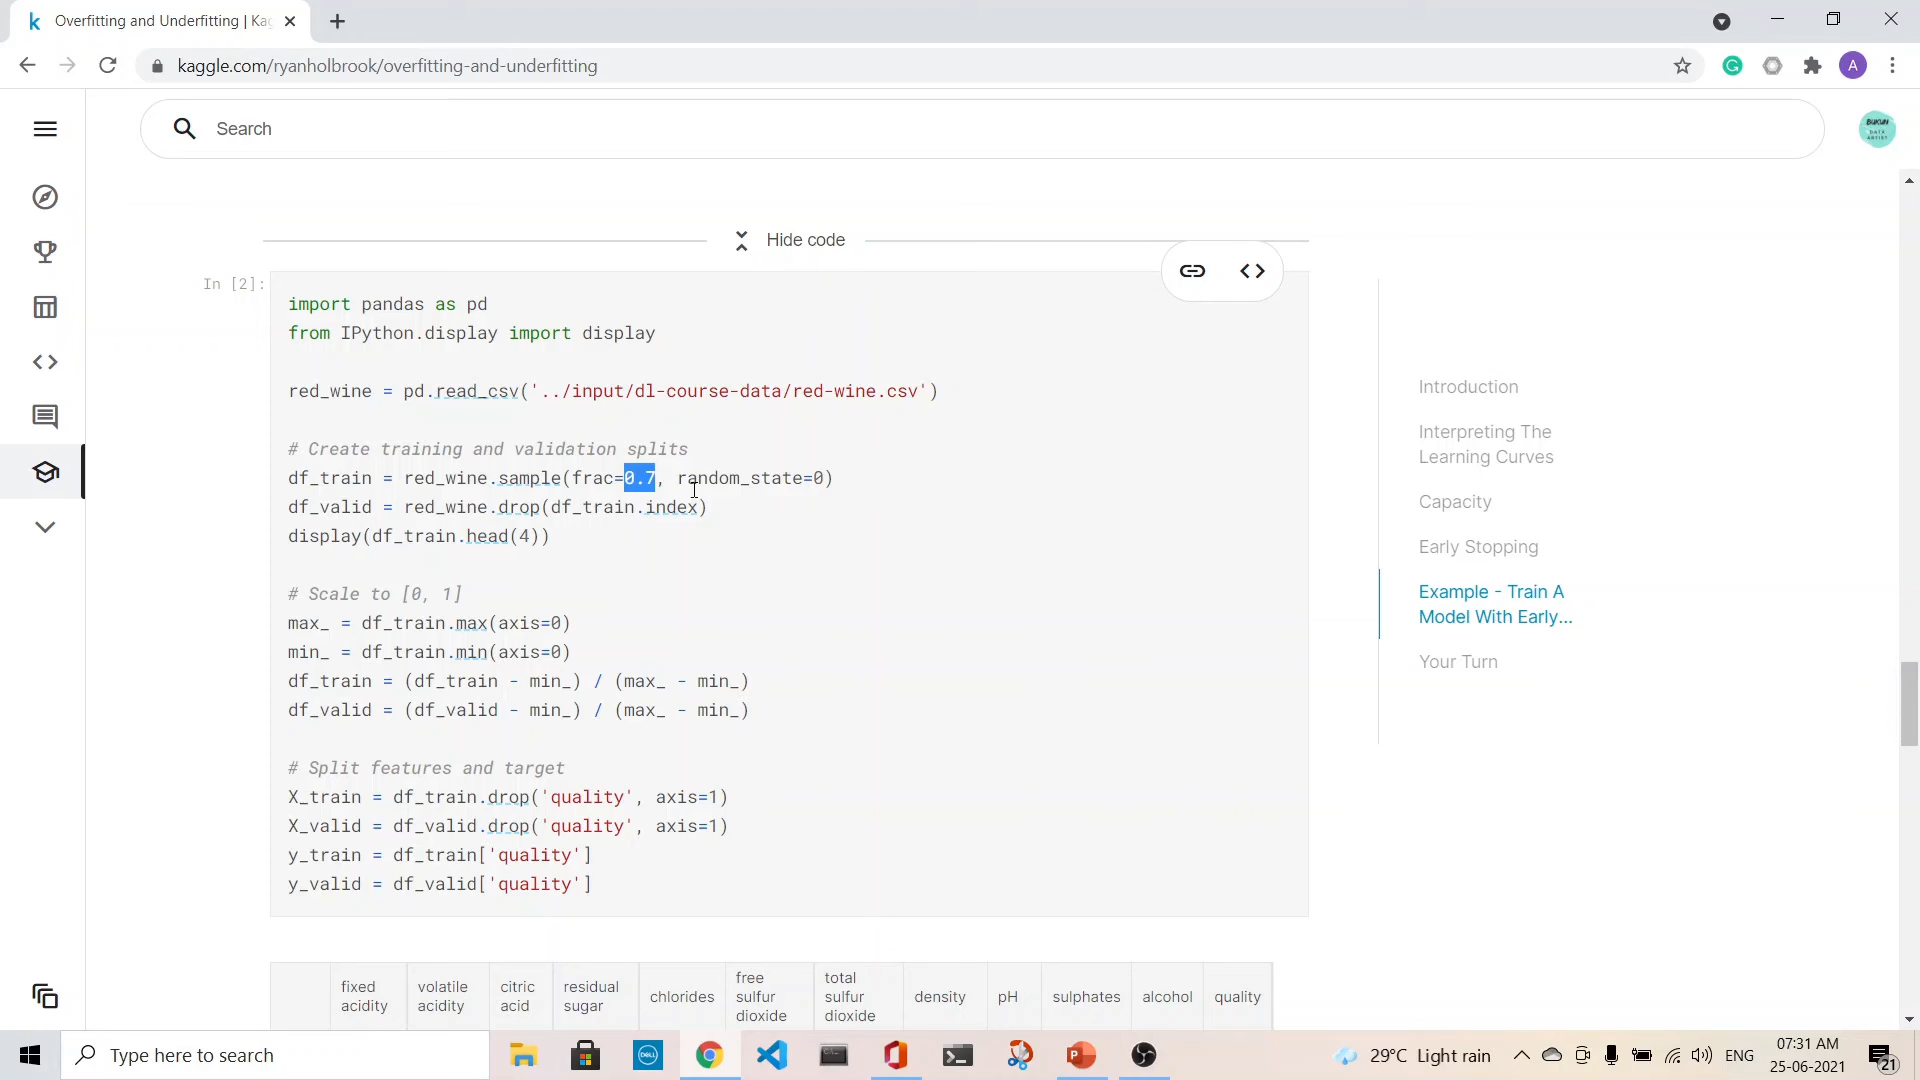 Overfitting and Underfitting | Kag
kaggle.com/ryanholbrook/overfitting-and-underfitting
A
Search
BUKUN
DATA
ARTIST
Hide code
In [2]:
import pandas as pd
from IPython.display import display
red_wine = pd.read_csv('../input/dl-course-data/red-wine.csv')
# Create training and validation splits
df_train = red_wine.sample(frac=0.7, random_state=0)
df_valid = red_wine.drop(df_train.index)
display(df_train.head(4))
# Scale to [0, 1]
max_ = df_train.max(axis=0)
min_ = df_train.min(axis=0)
df_train = (df_train - min_) / (max_ - min_)
df_valid = (df_valid - min_) / (max_ - min_)
# Split features and target
X_train = df_train.drop('quality', axis=1)
X_valid = df_valid.drop('quality', axis=1)
y_train = df_train['quality']
y_valid = df_valid['quality']
Introduction
Interpreting The
Learning Curves
Capacity
Early Stopping
Example - Train A
Model With Early...
Your Turn
fixed acidity volatile acidity citric acid residual sugar chlorides free sulfur dioxide total sulfur dioxide density pH sulphates alcohol quality
Type here to search
DELL
29°C Light rain
ENG
07:31 AM
25-06-2021
21